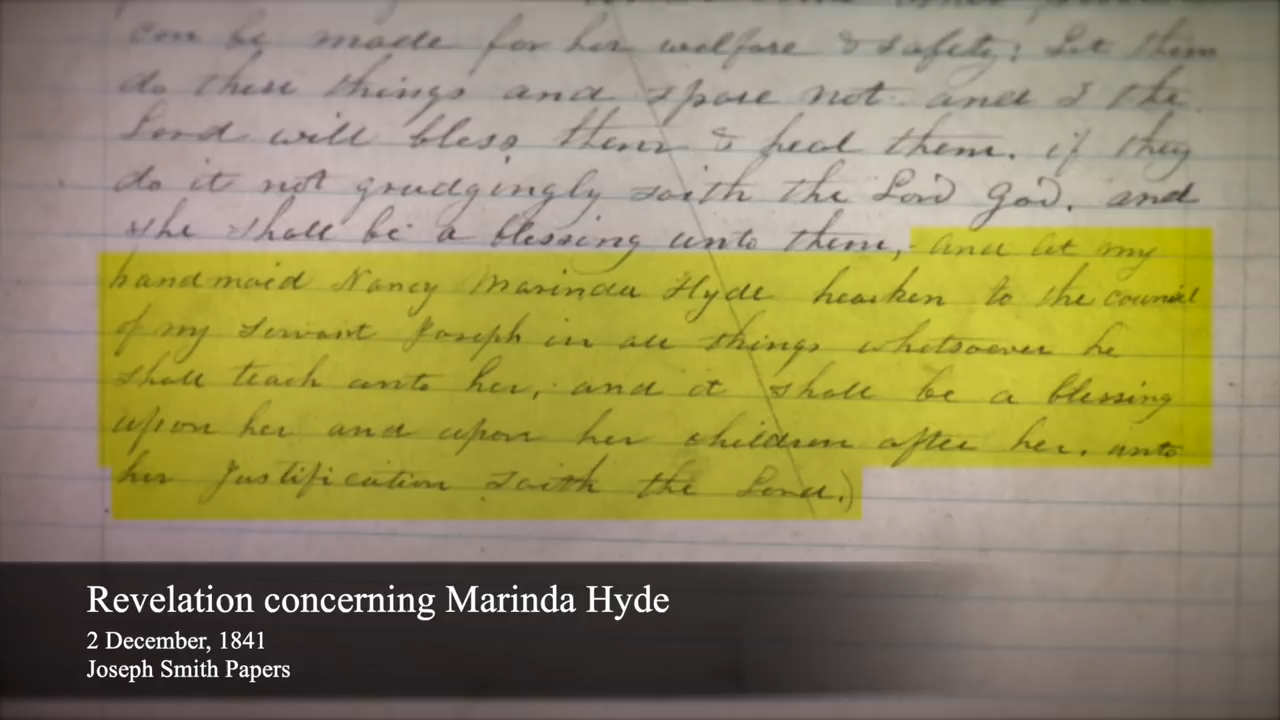 can be made for her welfare & safety; Let them
do these things and spare not. and I the
Lord will bless them & heal them. if they
do it not grudgingly saith the Lord God. and
she shall be a blessing unto them, and let my
handmaid Nancy Marinda Hyde hearken to the council
of my servant Joseph in all things whatsoever he
shall teach unto her, and it shall be a blessing
upon her and upon her children after her. unto
her Justification saith the Lord.)
Revelation concerning Marinda Hyde
2 December, 1841
Joseph Smith Papers